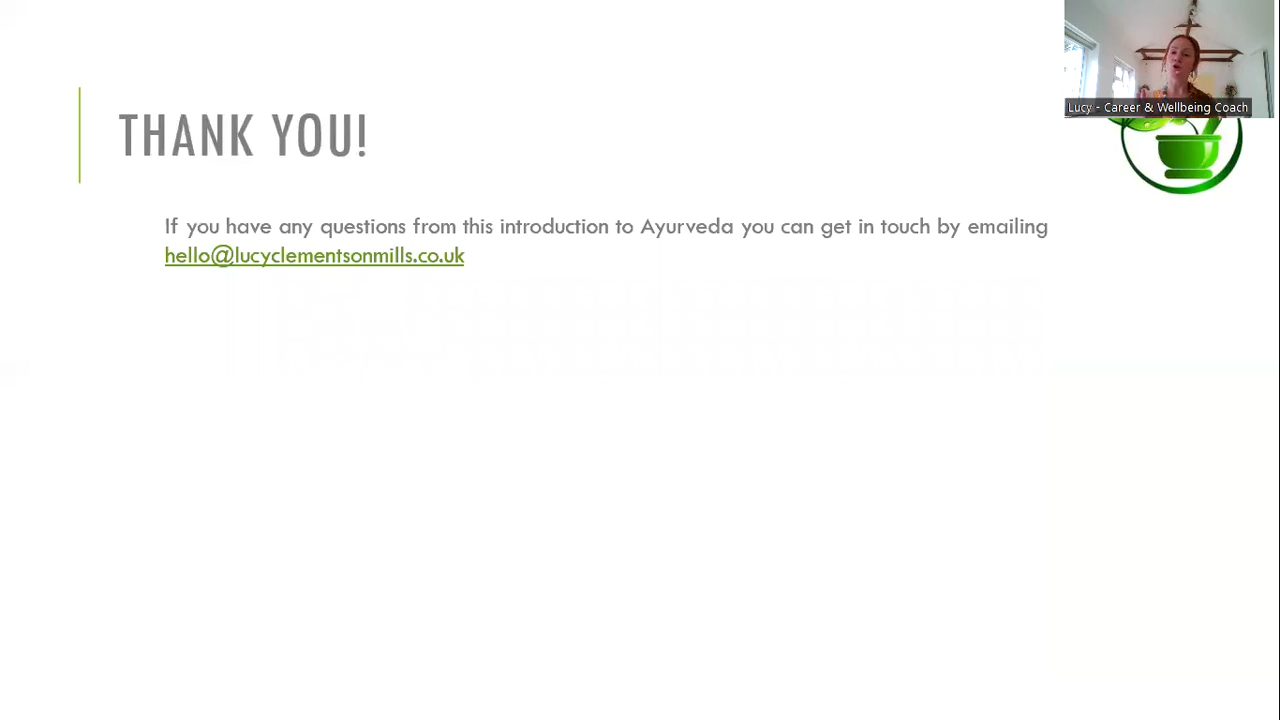 Lucy - Career & Wellbeing Coach
THANK YOU!
If you have any questions from this introduction to Ayurveda you can get in touch by emailing
hello@lucyclementsonmills.co.uk